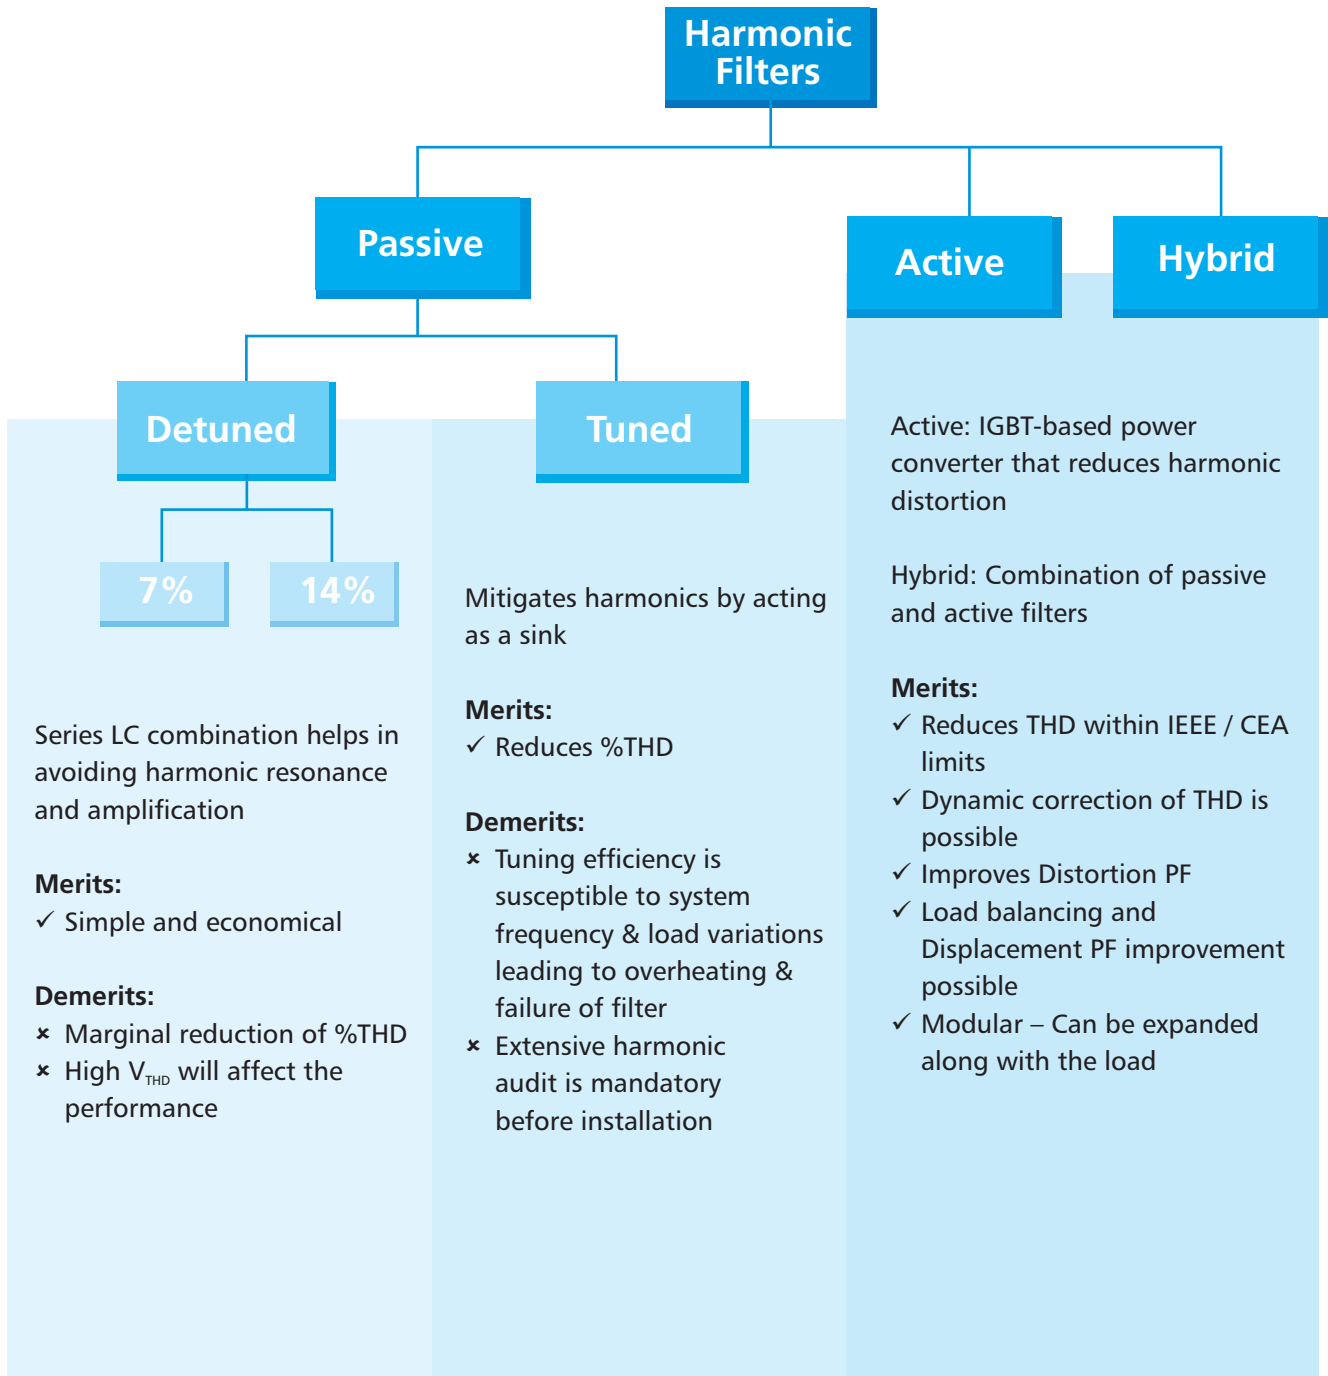 Harmonic
Filters
Passive
Active
Hybrid
Detuned
Tuned
7%
14%
Series LC combination helps in
avoiding harmonic resonance
and amplification
Merits:
✓ Simple and economical
Demerits:
✗ Marginal reduction of %THD
✗ High VTHD will affect the
performance
Mitigates harmonics by acting
as a sink
Merits:
✓ Reduces %THD
Demerits:
✗ Tuning efficiency is
susceptible to system
frequency & load variations
leading to overheating &
failure of filter
✗ Extensive harmonic
audit is mandatory
before installation
Active: IGBT-based power
converter that reduces harmonic
distortion
Hybrid: Combination of passive
and active filters
Merits:
✓ Reduces THD within IEEE / CEA
limits
✓ Dynamic correction of THD is
possible
✓ Improves Distortion PF
✓ Load balancing and
Displacement PF improvement
possible
✓ Modular – Can be expanded
along with the load